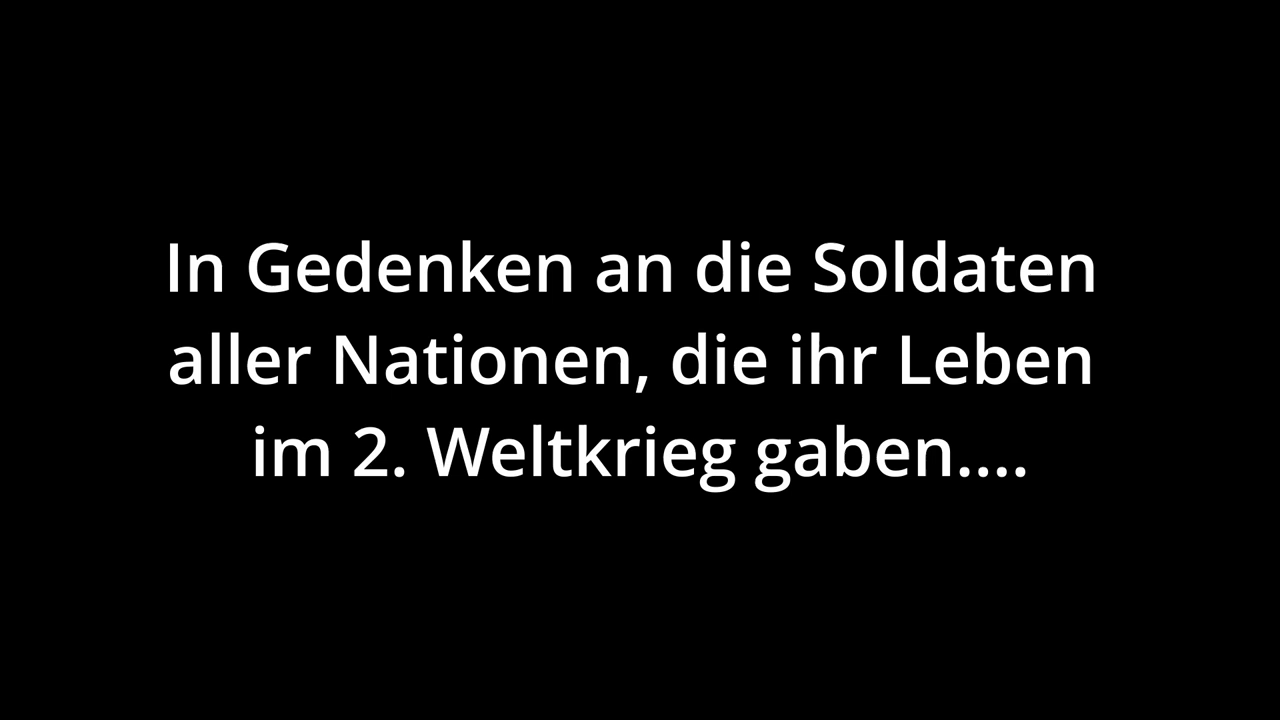 In Gedenken an die Soldaten
aller Nationen, die ihr Leben
im 2. Weltkrieg gaben....